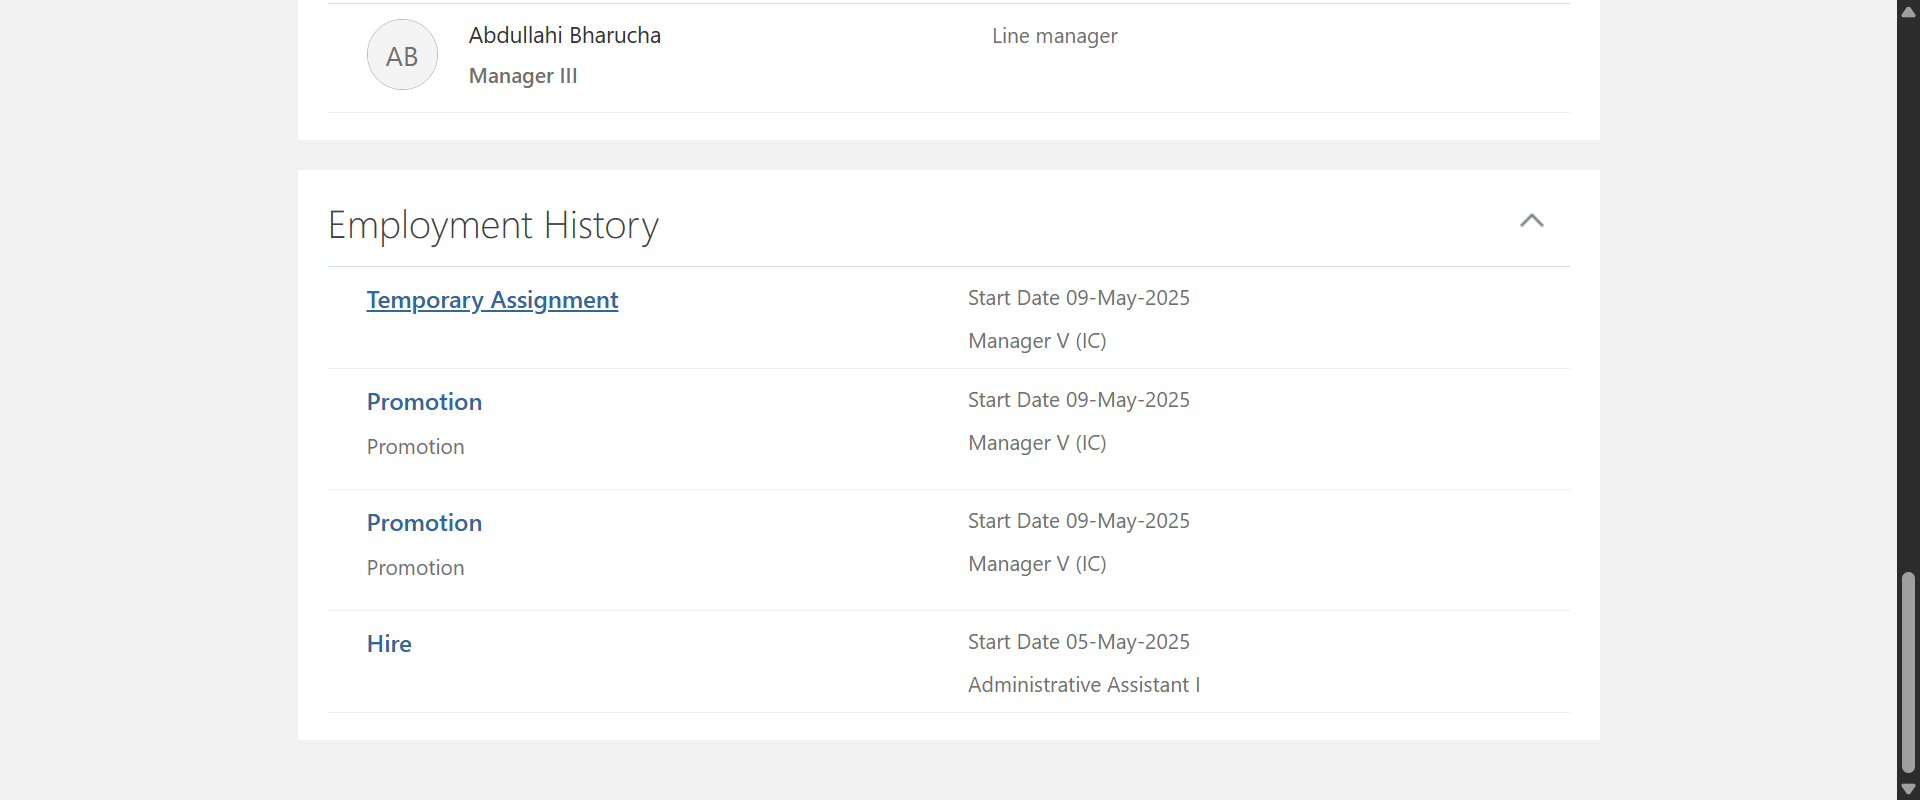 AB
Abdullahi Bharucha
Line manager
Manager III
Employment History
Temporary Assignment
Start Date 09-May-2025
Manager V (IC)
Promotion
Start Date 09-May-2025
Promotion
Manager V (IC)
Promotion
Start Date 09-May-2025
Promotion
Manager V (IC)
Hire
Start Date 05-May-2025
Administrative Assistant I